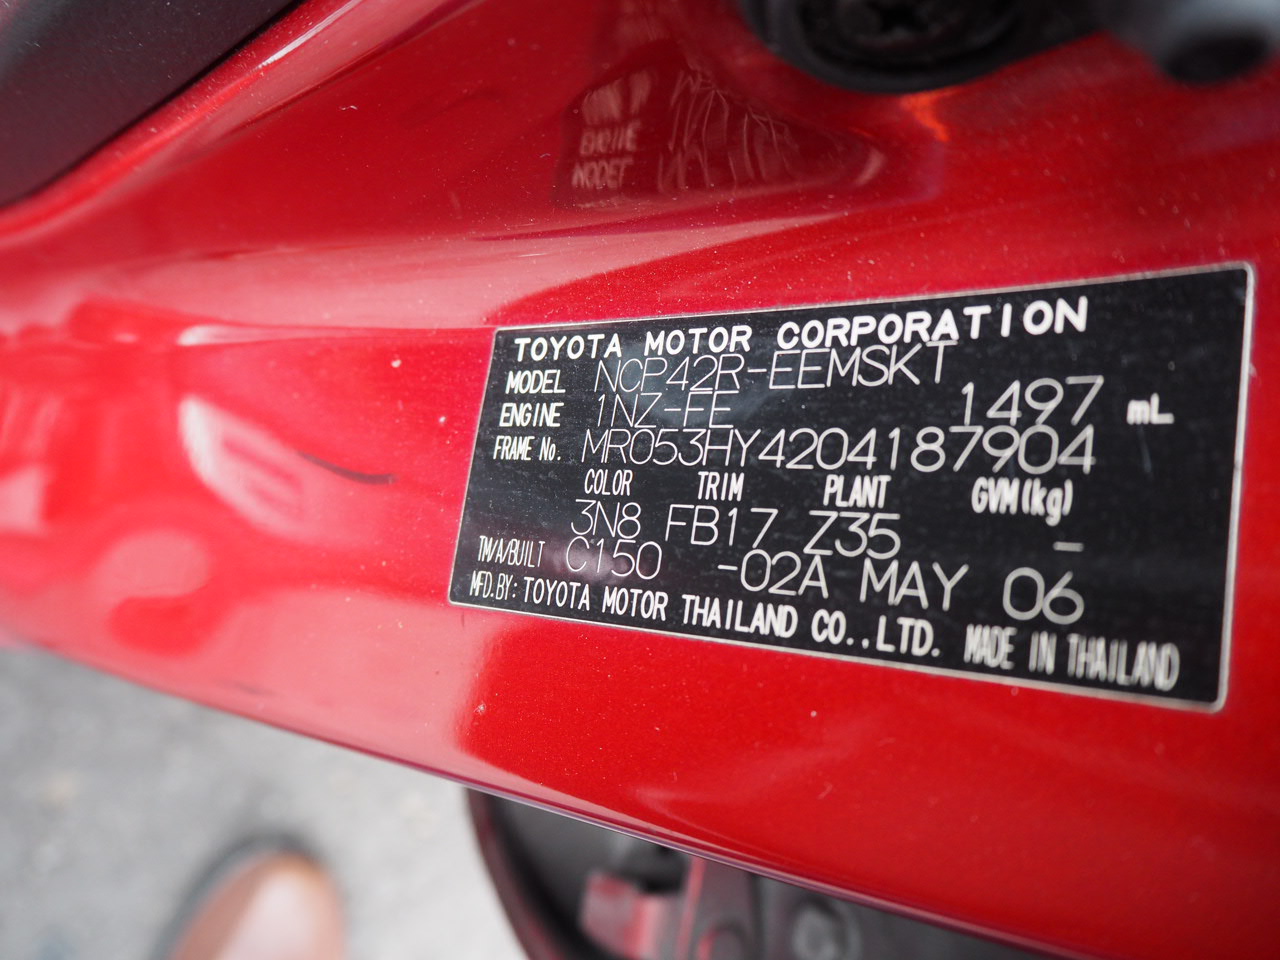 TOYOTA MOTOR CORPORATION
MODEL NCP42R-EEMSKT
ENGINE 1NZ-FE 1497 mL
FRAME No. MR053HY4204187904
COLOR TRIM PLANT GVM(kg)
3N8 FB17 Z35 –
TM/A/BUILT C150 -02A MAY 06
MFD.BY: TOYOTA MOTOR THAILAND CO.,LTD. MADE IN THAILAND